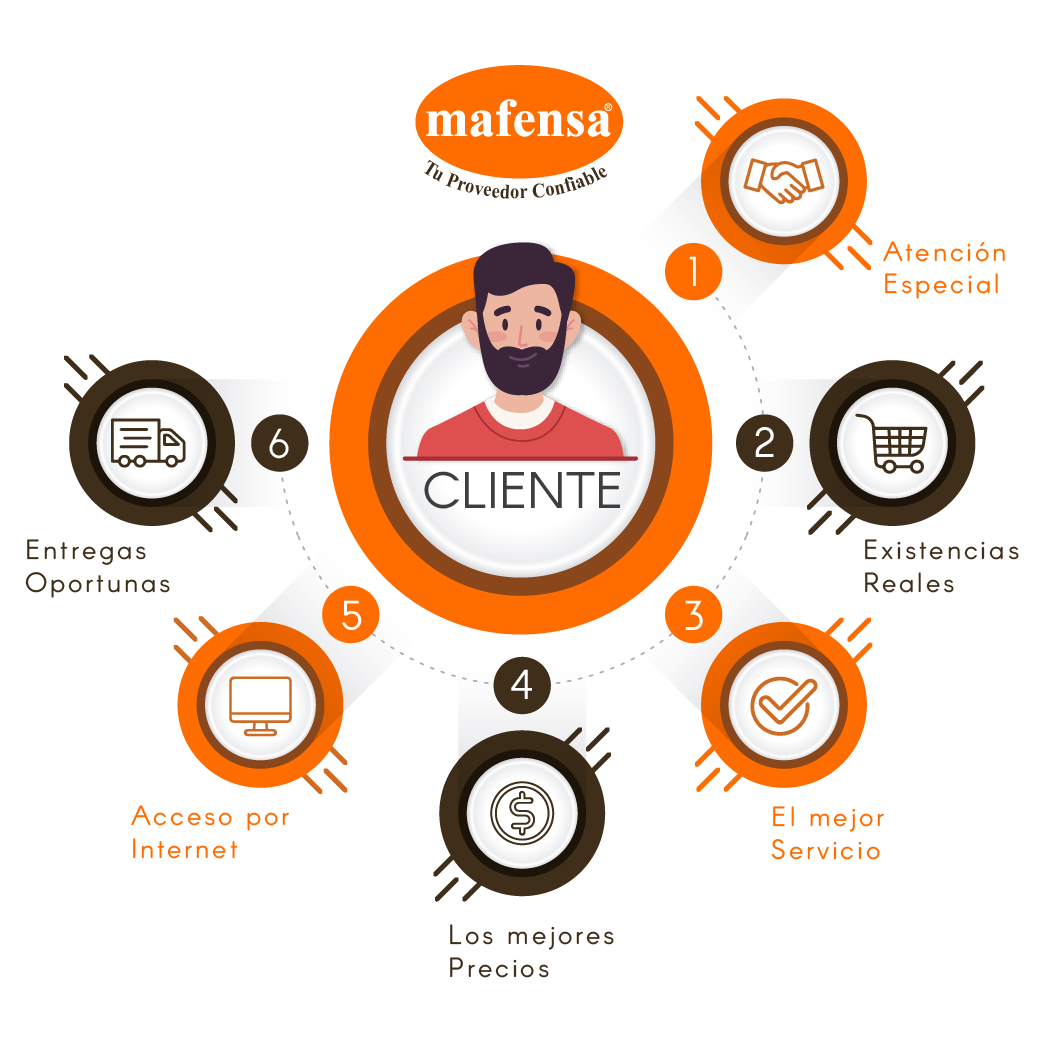 mafensa®
Tu Proveedor Confiable
1
Atención
Especial
CLIENTE
2
Existencias
Reales
3
El mejor
Servicio
4
Los mejores
Precios
5
Acceso por
Internet
6
Entregas
Oportunas